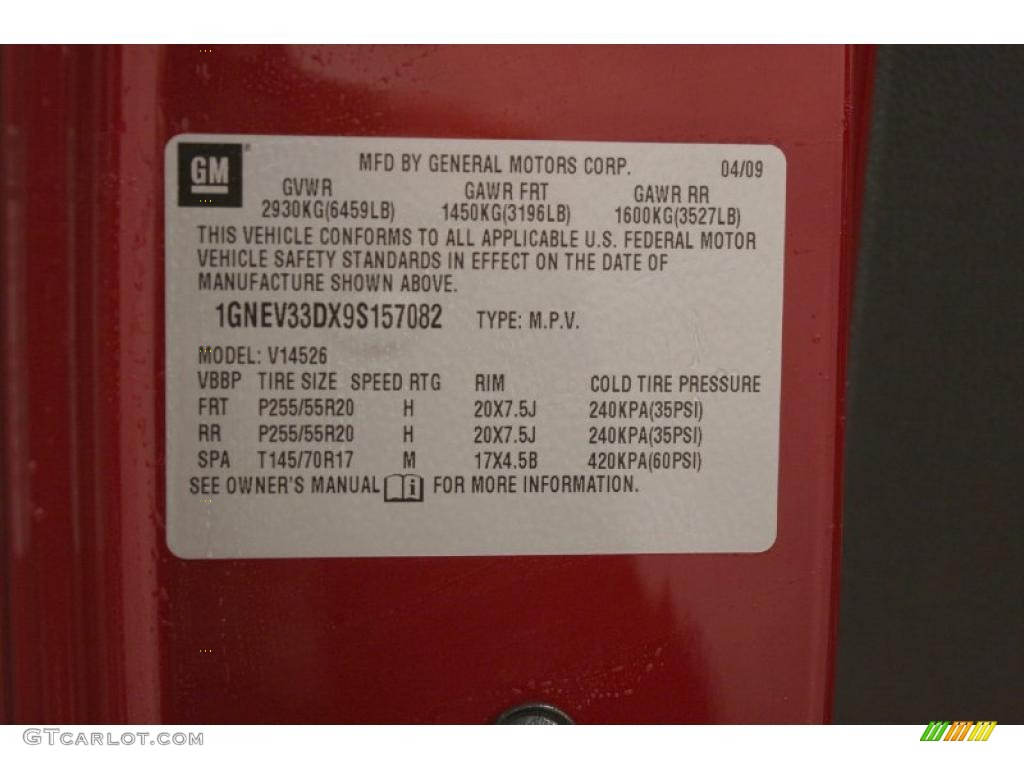 GM
MFD BY GENERAL MOTORS CORP. 04/09
GVWR GAWR FRT GAWR RR
2930KG(6459LB) 1450KG(3196LB) 1600KG(3527LB)
THIS VEHICLE CONFORMS TO ALL APPLICABLE U.S. FEDERAL MOTOR
VEHICLE SAFETY STANDARDS IN EFFECT ON THE DATE OF
MANUFACTURE SHOWN ABOVE.
1GNEV33DX9S157082 TYPE: M.P.V.
MODEL: V14526
VBBP TIRE SIZE SPEED RTG RIM COLD TIRE PRESSURE
FRT P255/55R20 H 20X7.5J 240KPA(35PSI)
RR P255/55R20 H 20X7.5J 240KPA(35PSI)
SPA T145/70R17 M 17X4.5B 420KPA(60PSI)
SEE OWNER'S MANUAL i FOR MORE INFORMATION.
GTCARLOT.COM